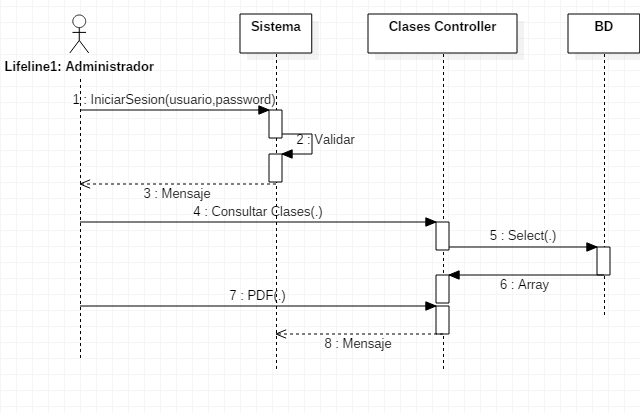 Sistema
Clases Controller
BD
Lifeline1: Administrador
1 : IniciarSesion(usuario,password)
2 : Validar
3 : Mensaje
4 : Consultar Clases(.)
5 : Select(.)
6 : Array
7 : PDF(.)
8 : Mensaje